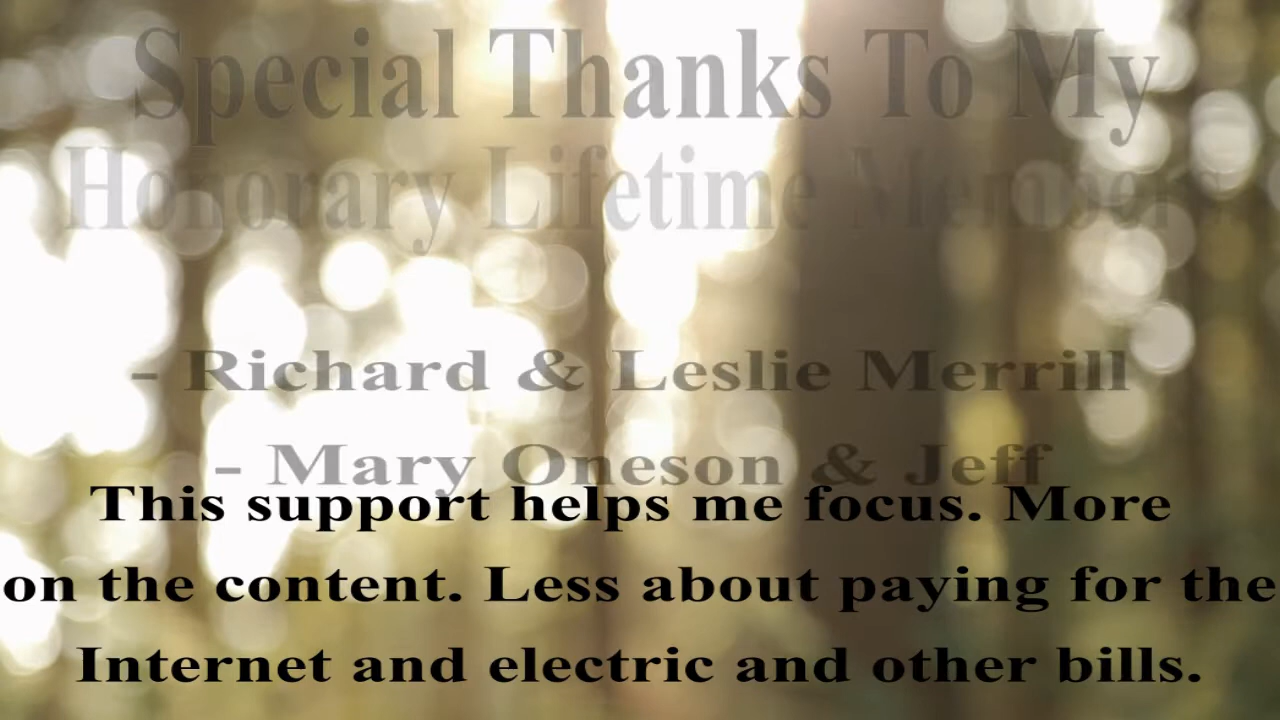 Special Thanks To My
Honorary Lifetime Members
- Richard & Leslie Merrill
- Mary Oneson & Jeff
This support helps me focus. More
on the content. Less about paying for the
Internet and electric and other bills.